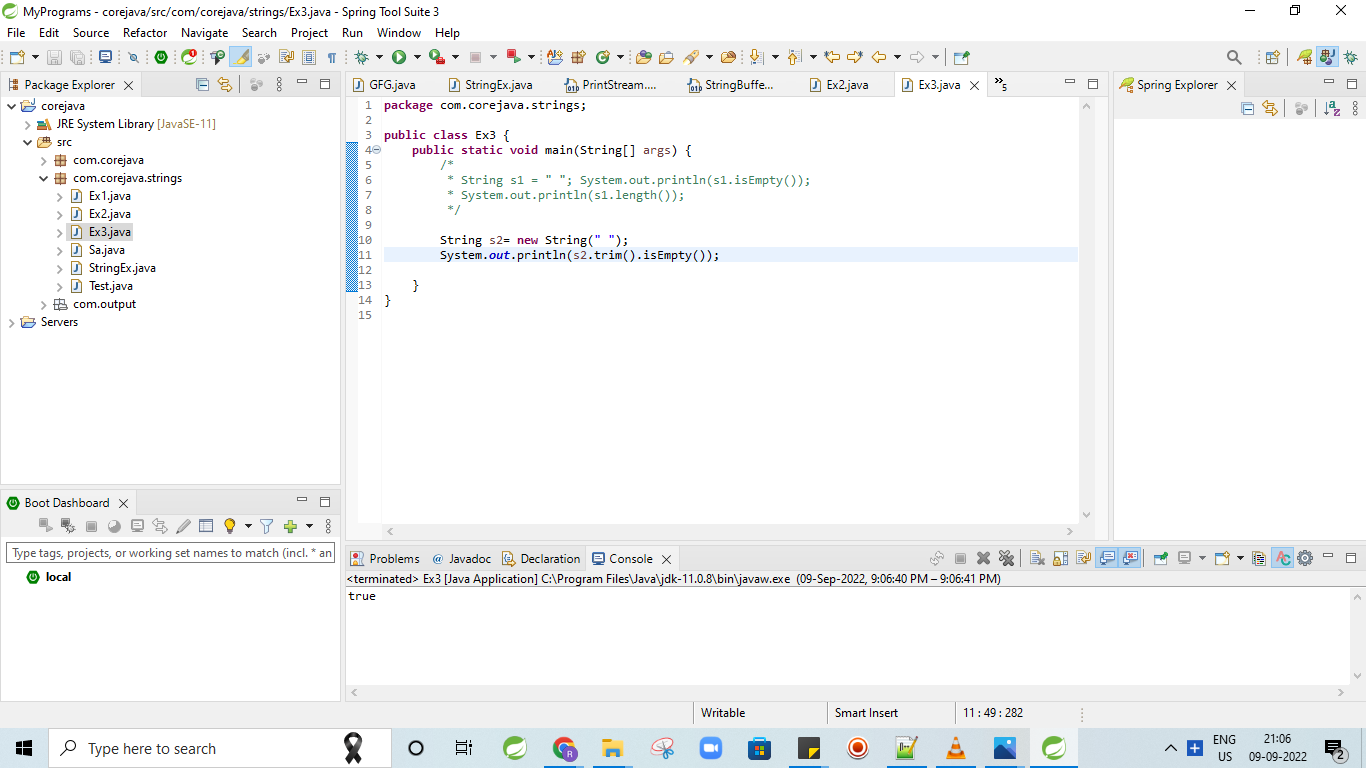 MyPrograms - corejava/src/com/corejava/strings/Ex3.java - Spring Tool Suite 3
File Edit Source Refactor Navigate Search Project Run Window Help
Package Explorer
corejava
JRE System Library [JavaSE-11]
src
com.corejava
com.corejava.strings
Ex1.java
Ex2.java
Ex3.java
Sa.java
StringEx.java
Test.java
com.output
Servers
GFG.java StringEx.java PrintStream.... StringBuffe... Ex2.java Ex3.java »5
1 package com.corejava.strings;
2
3 public class Ex3 {
4 public static void main(String[] args) {
5 /*
6 * String s1 = " "; System.out.println(s1.isEmpty());
7 * System.out.println(s1.length());
8 */
9
10 String s2= new String(" ");
11 System.out.println(s2.trim().isEmpty());
12
13 }
14 }
15
Spring Explorer
Boot Dashboard
Type tags, projects, or working set names to match (incl. * an
local
Problems @ Javadoc Declaration Console
<terminated> Ex3 [Java Application] C:\Program Files\Java\jdk-11.0.8\bin\javaw.exe (09-Sep-2022, 9:06:40 PM – 9:06:41 PM)
true
Writable Smart Insert 11 : 49 : 282
Type here to search
ENG
US
21:06
09-09-2022
2